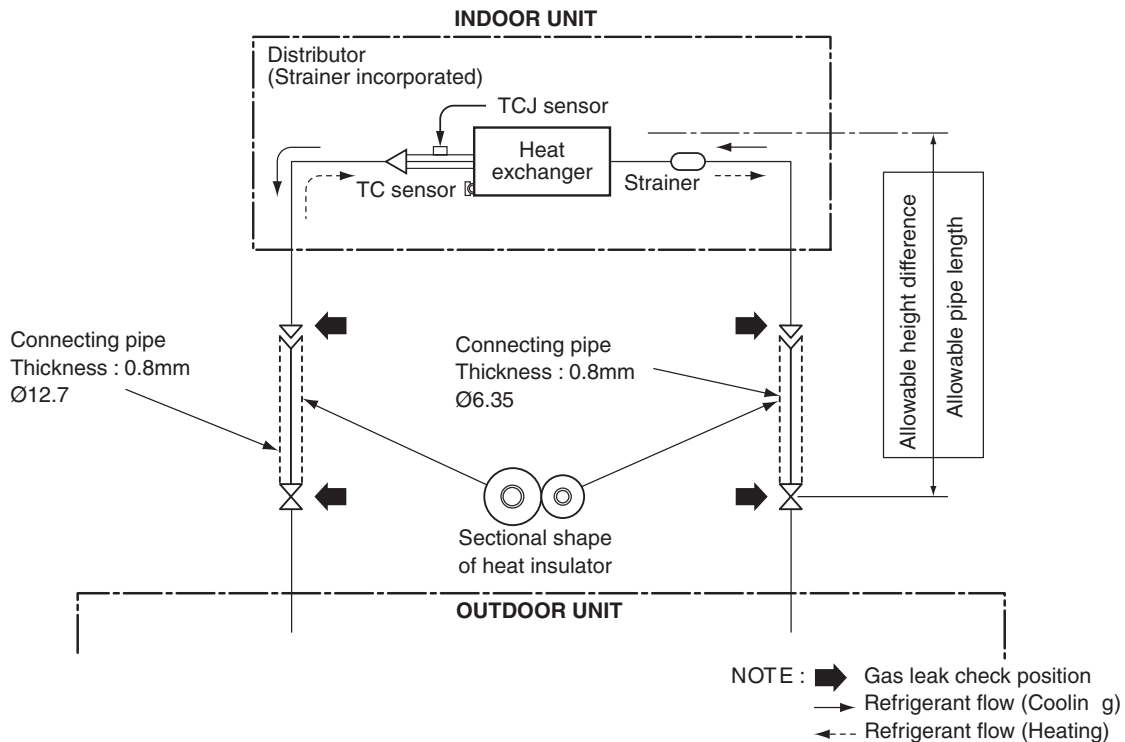 INDOOR UNIT
Distributor
(Strainer incorporated)
TCJ sensor
Heat
exchanger
TC sensor
Strainer
Allowable height difference
Allowable pipe length
Connecting pipe
Thickness : 0.8mm
Ø12.7
Connecting pipe
Thickness : 0.8mm
Ø6.35
Sectional shape
of heat insulator
OUTDOOR UNIT
NOTE : Gas leak check position
Refrigerant flow (Coolin g)
Refrigerant flow (Heating)